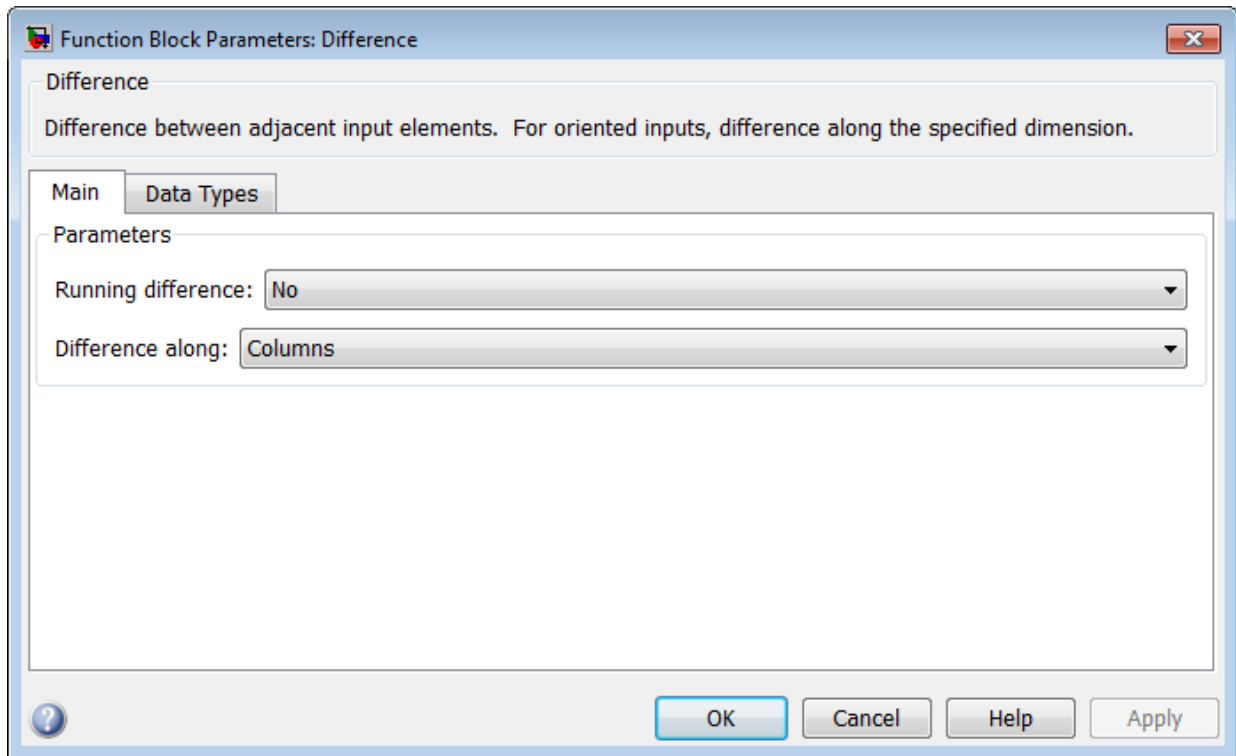 Function Block Parameters: Difference
Difference
Difference between adjacent input elements.  For oriented inputs, difference along the specified dimension.
Main
Data Types
Parameters
Running difference: No
Difference along: Columns
OK
Cancel
Help
Apply